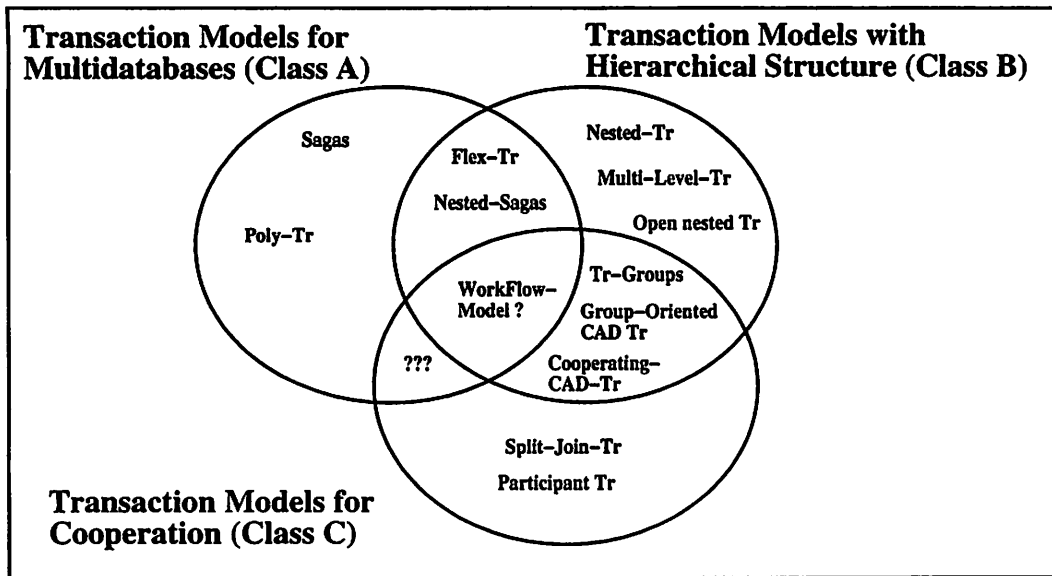 Transaction Models for
Multidatabases (Class A)
Transaction Models with
Hierarchical Structure (Class B)
Sagas
Poly–Tr
Flex–Tr
Nested–Sagas
Nested–Tr
Multi–Level–Tr
Open nested Tr
WorkFlow–
Model ?
Tr–Groups
Group–Oriented
CAD Tr
Cooperating–
CAD–Tr
???
Split–Join–Tr
Participant Tr
Transaction Models for
Cooperation (Class C)